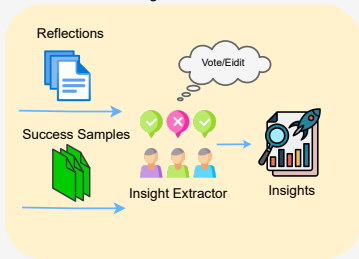 Reflections
Vote/Eidit
Success Samples
Insight Extractor
Insights